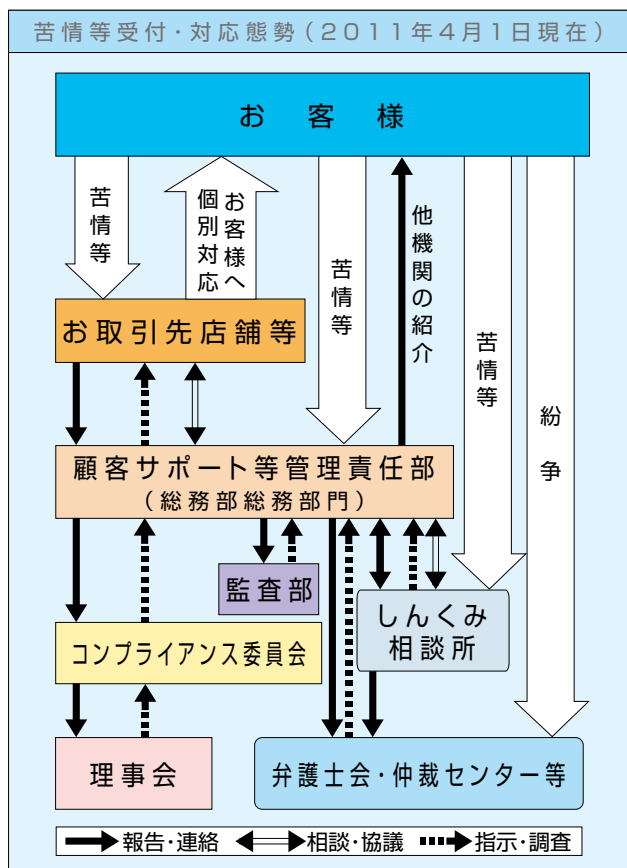 苦情等受付・対応態勢(2011年4月1日現在)
お客様
苦情等
お客様へ
個別対応
苦情等
他機関の紹介
苦情等
紛争
お取引先店舗等
顧客サポート等管理責任部
(総務部総務部門)
監査部
しんくみ
相談所
コンプライアンス委員会
理事会
弁護士会・仲裁センター等
報告・連絡
相談・協議
指示・調査